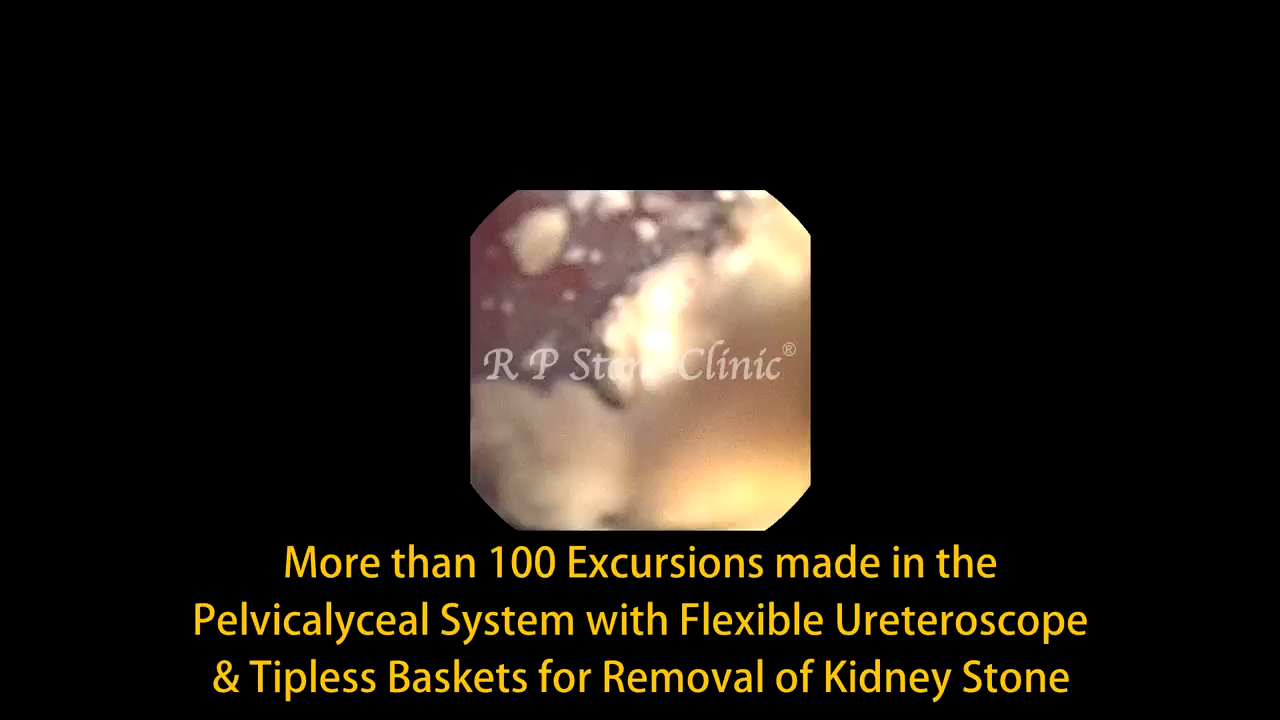 R P Stone Clinic®
More than 100 Excursions made in the
Pelvicalyceal System with Flexible Ureteroscope
& Tipless Baskets for Removal of Kidney Stone